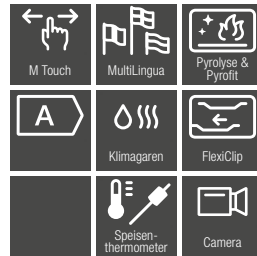 M Touch
MultiLingua
Pyrolyse &
Pyrofit
A
Klimagaren
FlexiClip
Speisen-
thermometer
Camera